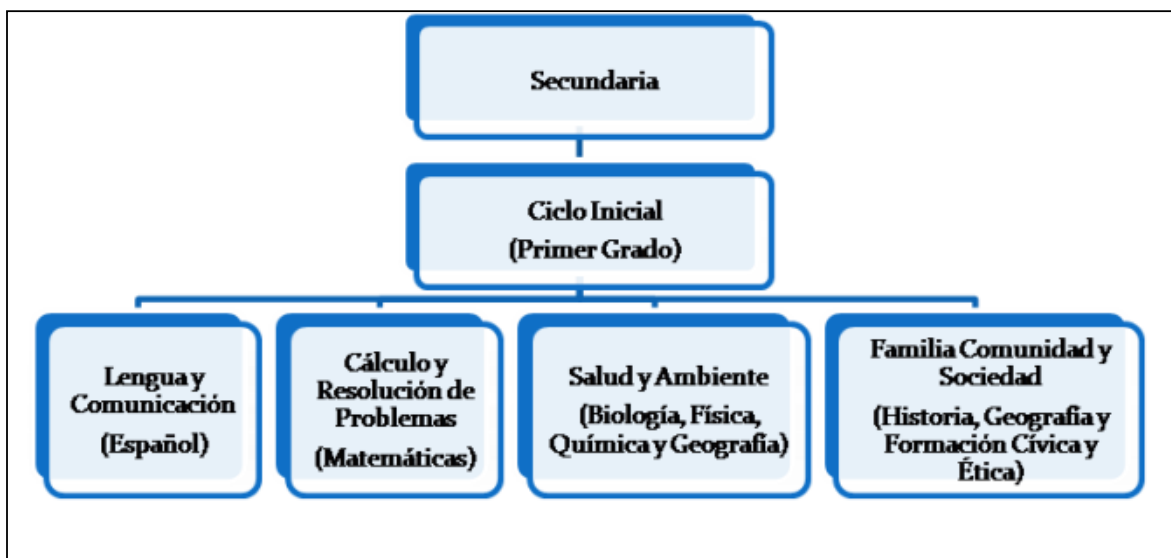 Secundaria
Ciclo Inicial
(Primer Grado)
Lengua y
Comunicación
(Español)
Cálculo y
Resolución de
Problemas
(Matemáticas)
Salud y Ambiente
(Biología, Física,
Química y Geografía)
Familia Comunidad y
Sociedad
(Historia, Geografia y
Formación Cívica y
Ética)